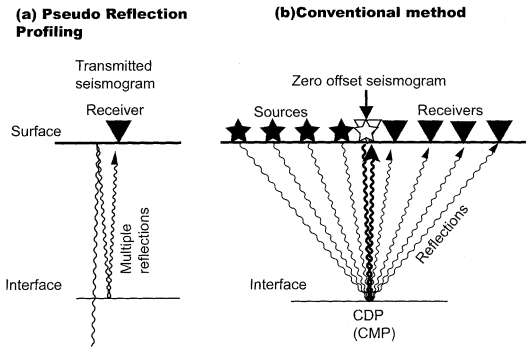 (a) Pseudo Reflection
Profiling
Transmitted
seismogram
Receiver
Surface
Multiple
reflections
Interface
(b)Conventional method
Zero offset seismogram
Sources
Receivers
Reflections
Interface
CDP
(CMP)